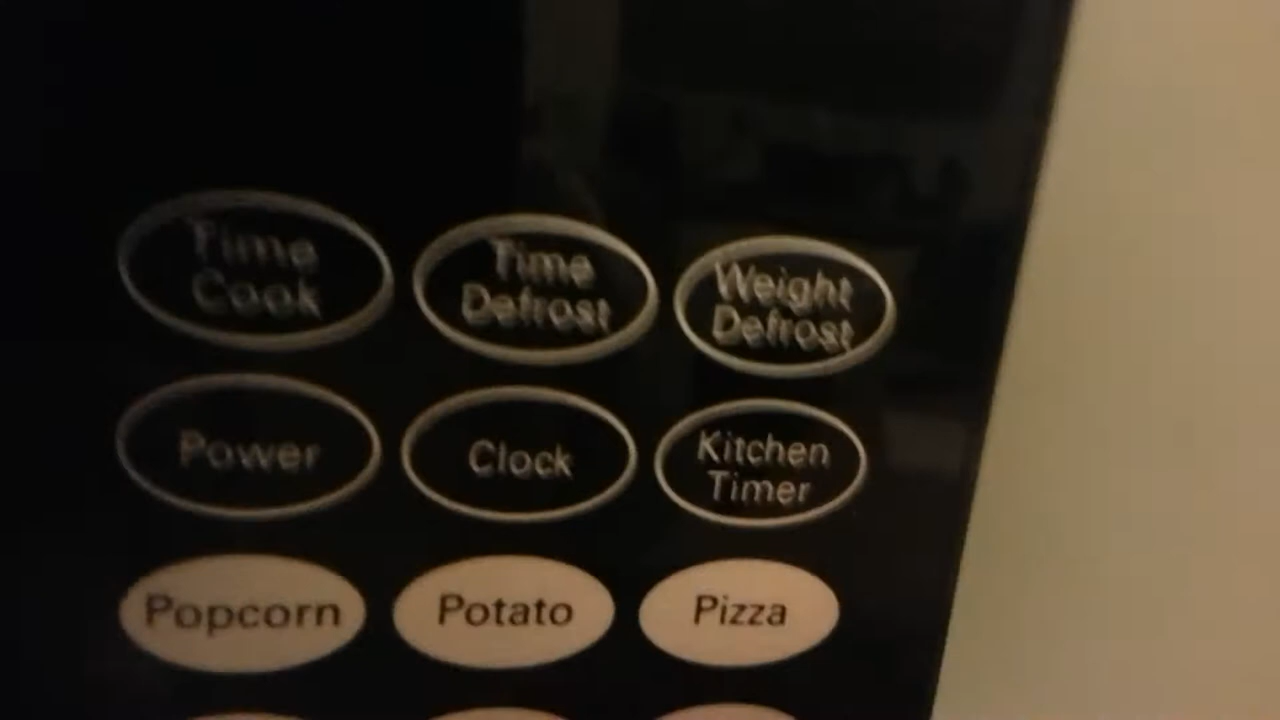 Time
Cook
Time
Defrost
Weight
Defrost
Power
Clock
Kitchen
Timer
Popcorn
Potato
Pizza